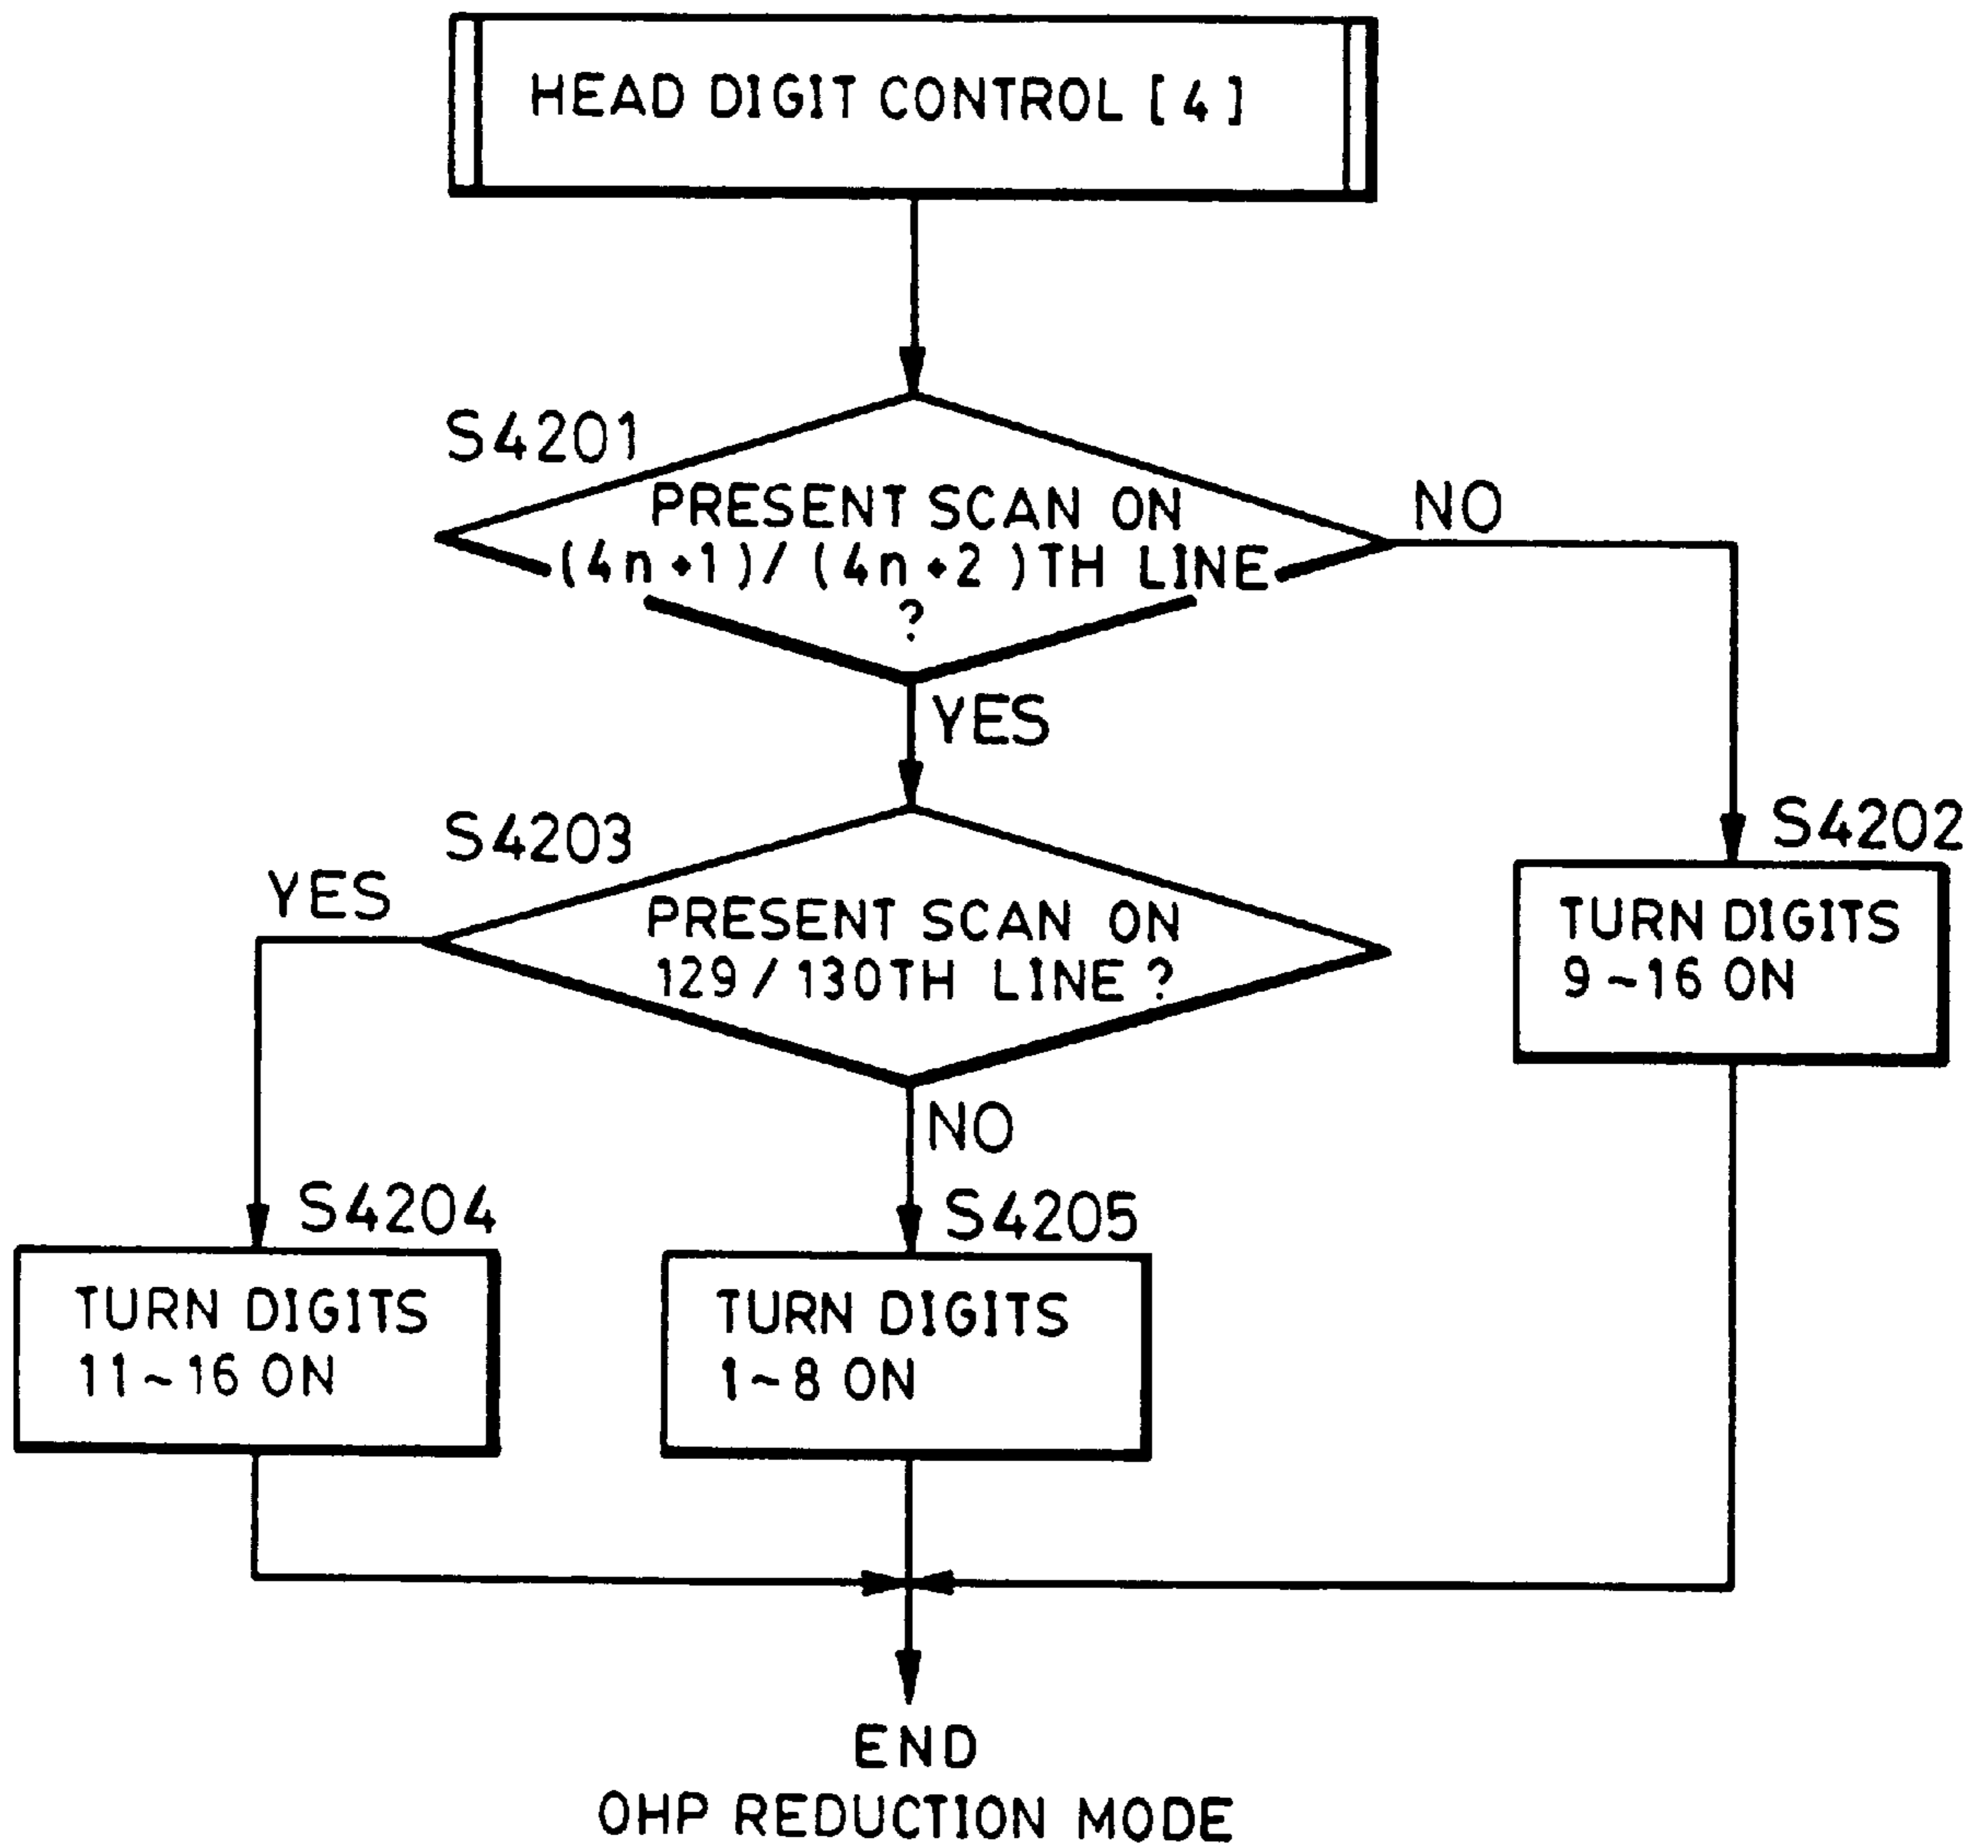 HEAD DIGIT CONTROL [4]
S4201
PRESENT SCAN ON
(4n+1)/(4n+2)TH LINE
?
NO
YES
S4202
TURN DIGITS
9~16 ON
S4203
YES
PRESENT SCAN ON
129/130TH LINE?
NO
S4204
TURN DIGITS
11~16 ON
S4205
TURN DIGITS
1~8 ON
END
OHP REDUCTION MODE